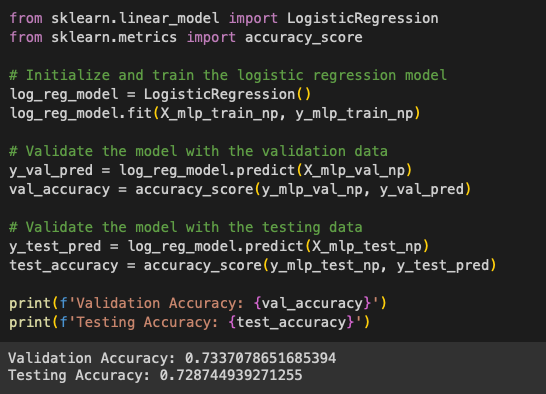 from sklearn.linear_model import LogisticRegression
from sklearn.metrics import accuracy_score
# Initialize and train the logistic regression model
log_reg_model = LogisticRegression()
log_reg_model.fit(X_mlp_train_np, y_mlp_train_np)
# Validate the model with the validation data
y_val_pred = log_reg_model.predict(X_mlp_val_np)
val_accuracy = accuracy_score(y_mlp_val_np, y_val_pred)
# Validate the model with the testing data
y_test_pred = log_reg_model.predict(X_mlp_test_np)
test_accuracy = accuracy_score(y_mlp_test_np, y_test_pred)
print(f'Validation Accuracy: {val_accuracy}')
print(f'Testing Accuracy: {test_accuracy}')
Validation Accuracy: 0.7337078651685394
Testing Accuracy: 0.728744939271255